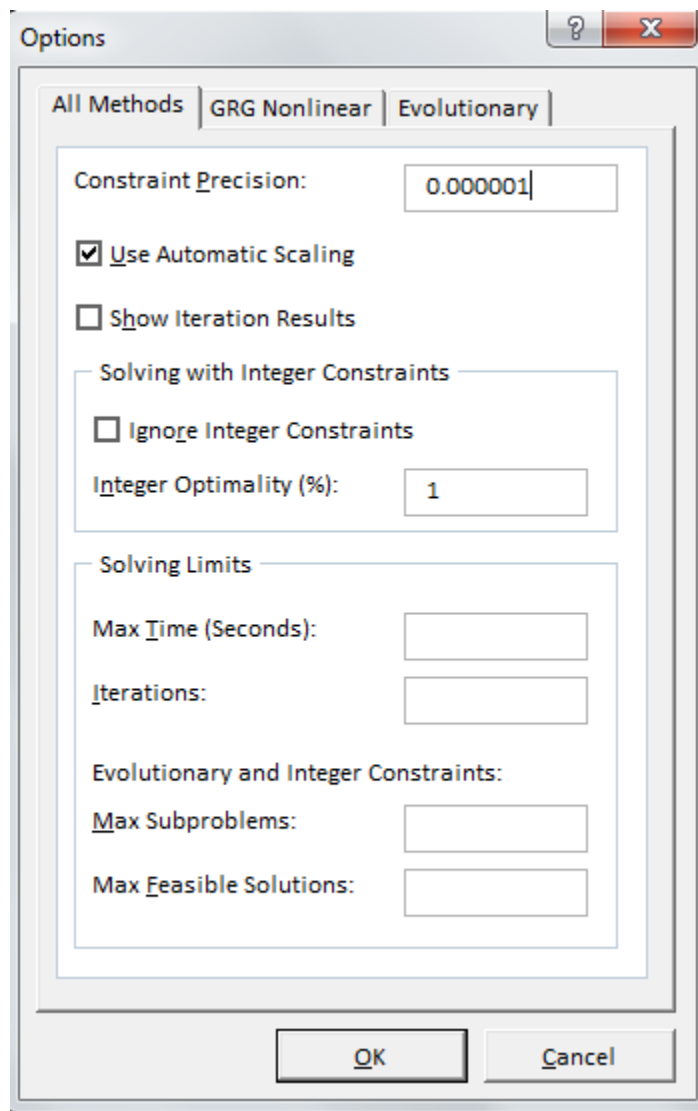 Options
All Methods GRG Nonlinear Evolutionary
Constraint Precision: 0.000001
Use Automatic Scaling
Show Iteration Results
Solving with Integer Constraints
Ignore Integer Constraints
Integer Optimality (%): 1
Solving Limits
Max Time (Seconds):
Iterations:
Evolutionary and Integer Constraints:
Max Subproblems:
Max Feasible Solutions:
OK Cancel